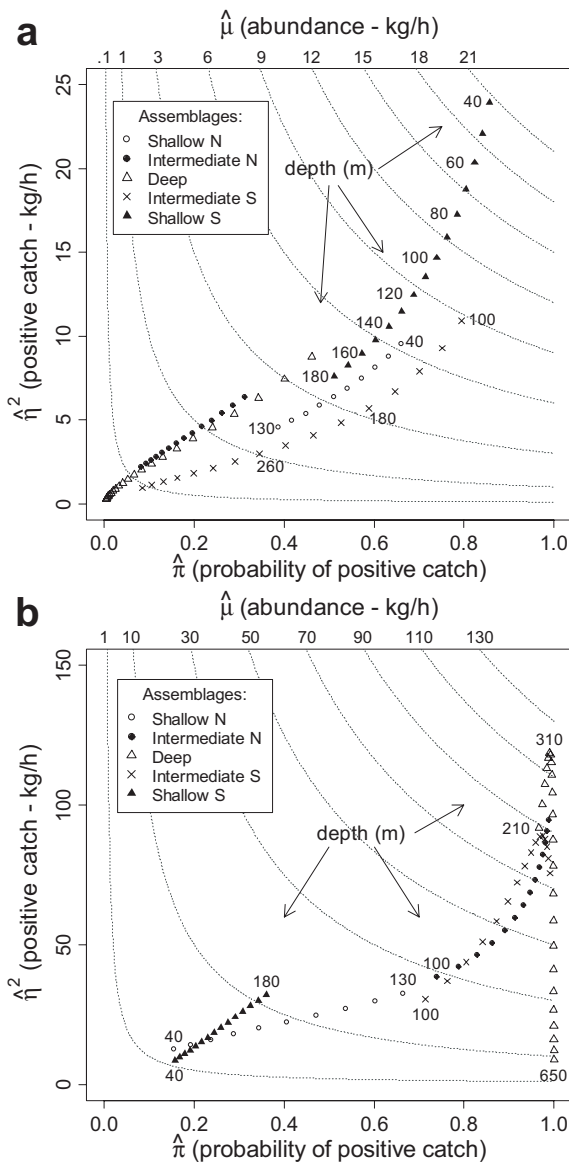 a
μ̂ (abundance - kg/h)
.1 1 3 6 9 12 15 18 21
25
20
15
10
5
0
η̂² (positive catch - kg/h)
Assemblages:
Shallow N
Intermediate N
Deep
Intermediate S
Shallow S
depth (m)
40
60
80
100
120
140
160
180
40
100
130
180
260
0.0 0.2 0.4 0.6 0.8 1.0
π̂ (probability of positive catch)
b
μ̂ (abundance - kg/h)
1 10 30 50 70 90 110 130
150
100
50
0
η̂² (positive catch - kg/h)
Assemblages:
Shallow N
Intermediate N
Deep
Intermediate S
Shallow S
310
depth (m)
210
180
130
100
100
40
40
650
0.0 0.2 0.4 0.6 0.8 1.0
π̂ (probability of positive catch)